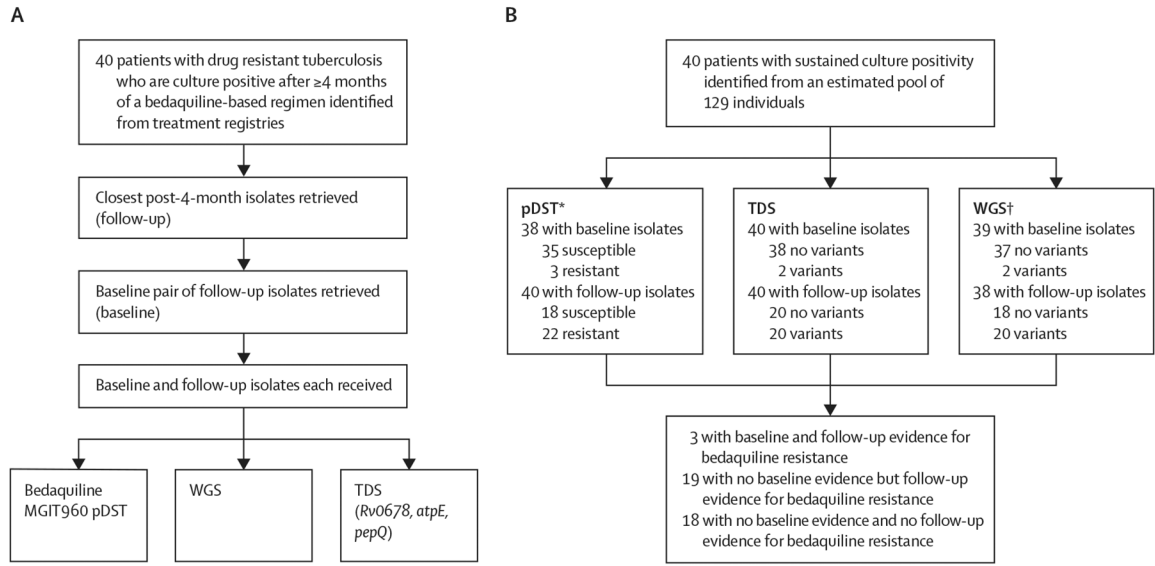 A
40 patients with drug resistant tuberculosis
who are culture positive after ≥4 months
of a bedaquiline-based regimen identified
from treatment registries
Closest post-4-month isolates retrieved
(follow-up)
Baseline pair of follow-up isolates retrieved
(baseline)
Baseline and follow-up isolates each received
Bedaquiline
MGIT960 pDST
WGS
TDS
(Rv0678, atpE,
pepQ)
B
40 patients with sustained culture positivity
identified from an estimated pool of
129 individuals
pDST*
38 with baseline isolates
35 susceptible
3 resistant
40 with follow-up isolates
18 susceptible
22 resistant
TDS
40 with baseline isolates
38 no variants
2 variants
40 with follow-up isolates
20 no variants
20 variants
WGS†
39 with baseline isolates
37 no variants
2 variants
38 with follow-up isolates
18 no variants
20 variants
3 with baseline and follow-up evidence for
bedaquiline resistance
19 with no baseline evidence but follow-up
evidence for bedaquiline resistance
18 with no baseline evidence and no follow-up
evidence for bedaquiline resistance